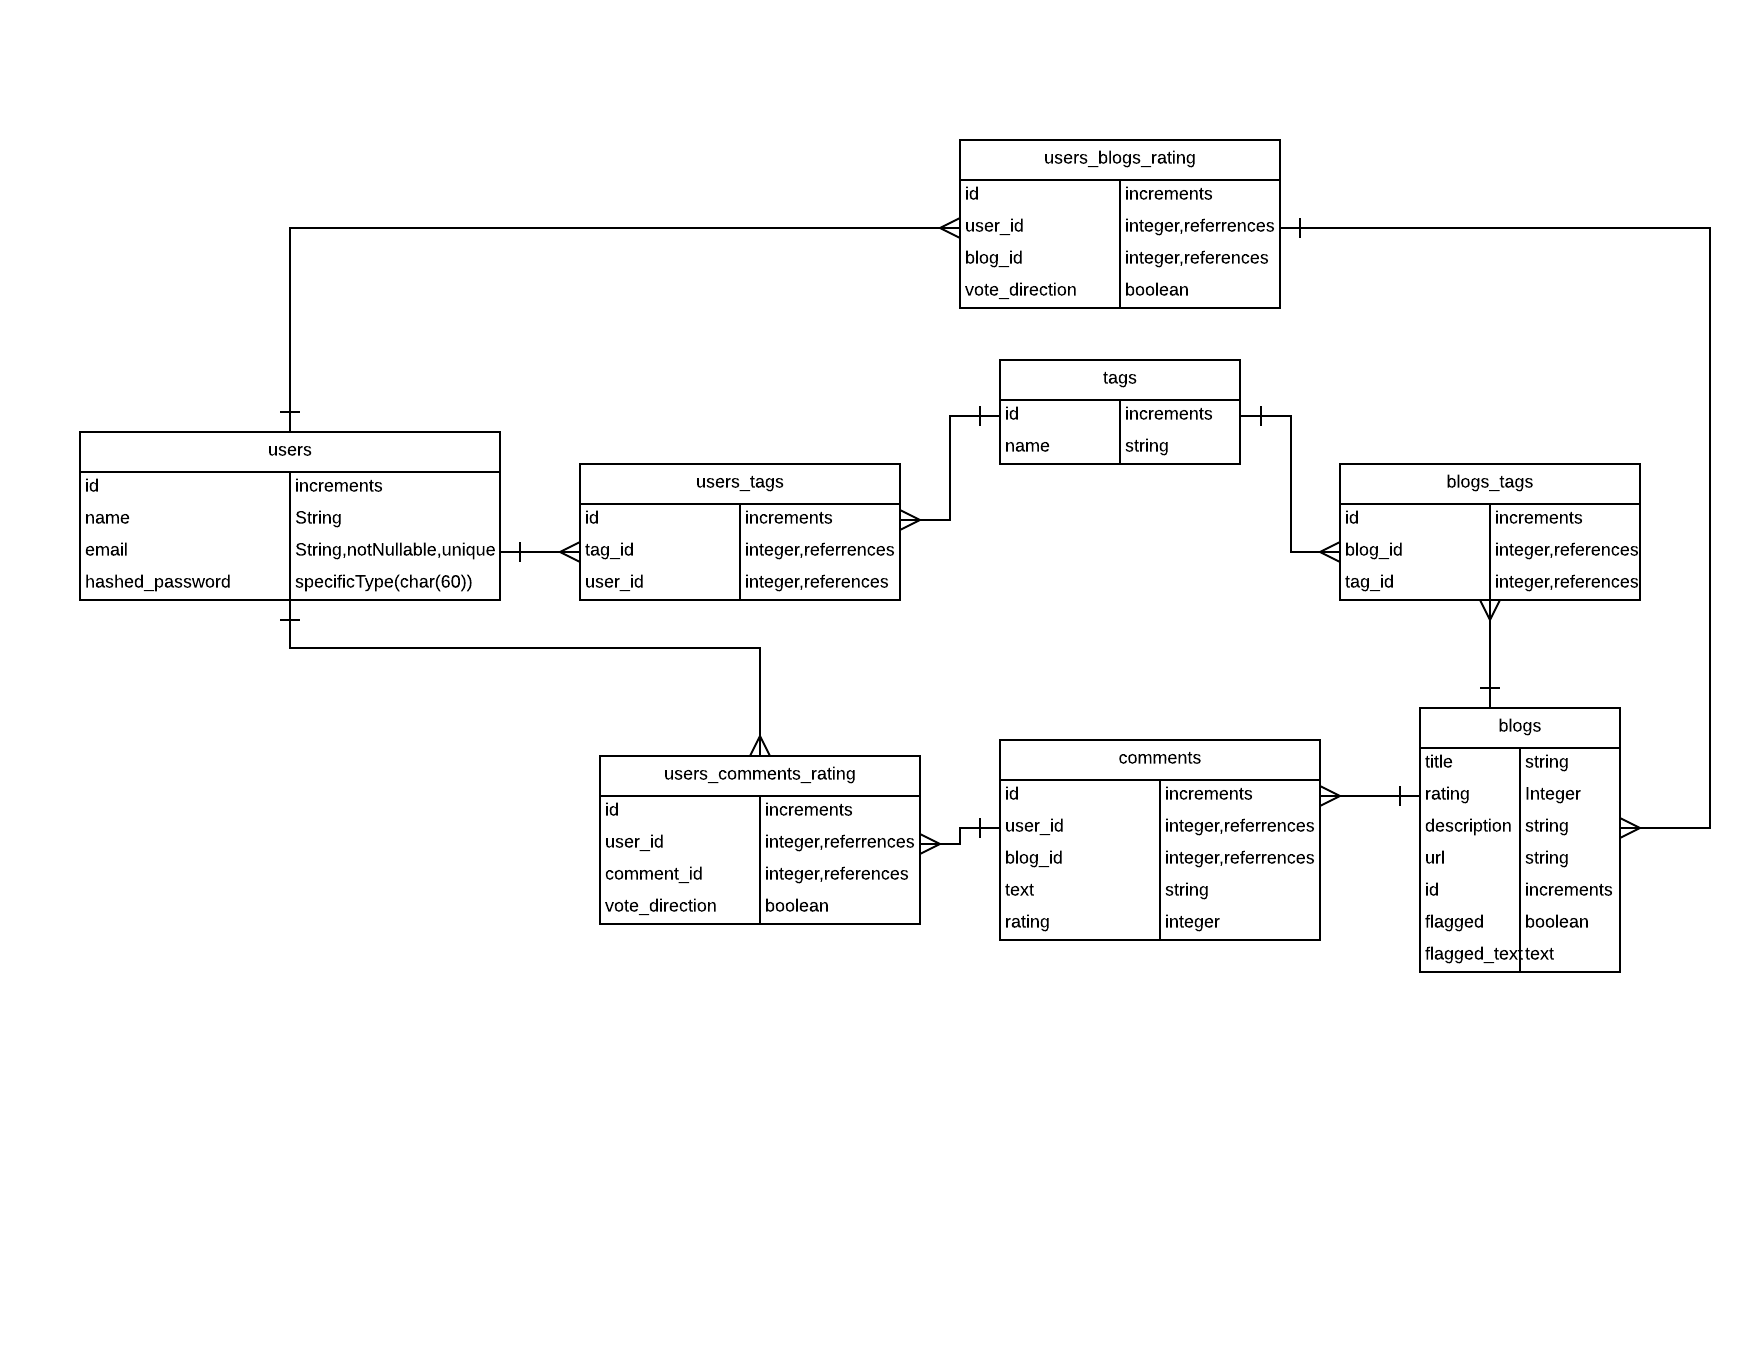 users_blogs_rating
id increments
user_id integer,referrences
blog_id integer,references
vote_direction boolean
tags
id increments
name string
users
id increments
name String
email String,notNullable,unique
hashed_password specificType(char(60))
users_tags
id increments
tag_id integer,referrences
user_id integer,references
blogs_tags
id increments
blog_id integer,references
tag_id integer,references
users_comments_rating
id increments
user_id integer,referrences
comment_id integer,references
vote_direction boolean
comments
id increments
user_id integer,referrences
blog_id integer,referrences
text string
rating integer
blogs
title string
rating Integer
description string
url string
id increments
flagged boolean
flagged_text text